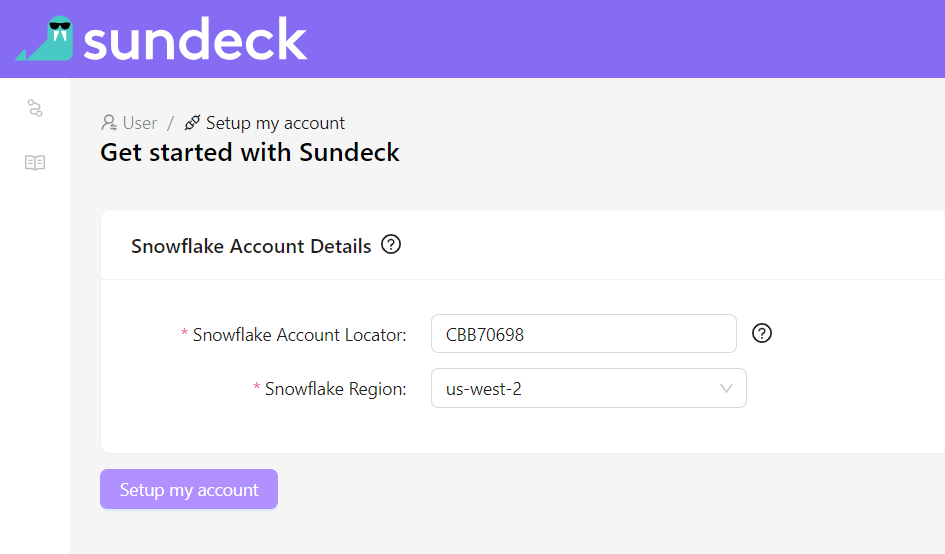 sundeck
User / Setup my account
Get started with Sundeck
Snowflake Account Details ?
* Snowflake Account Locator: CBB70698 ?
* Snowflake Region: us-west-2
Setup my account